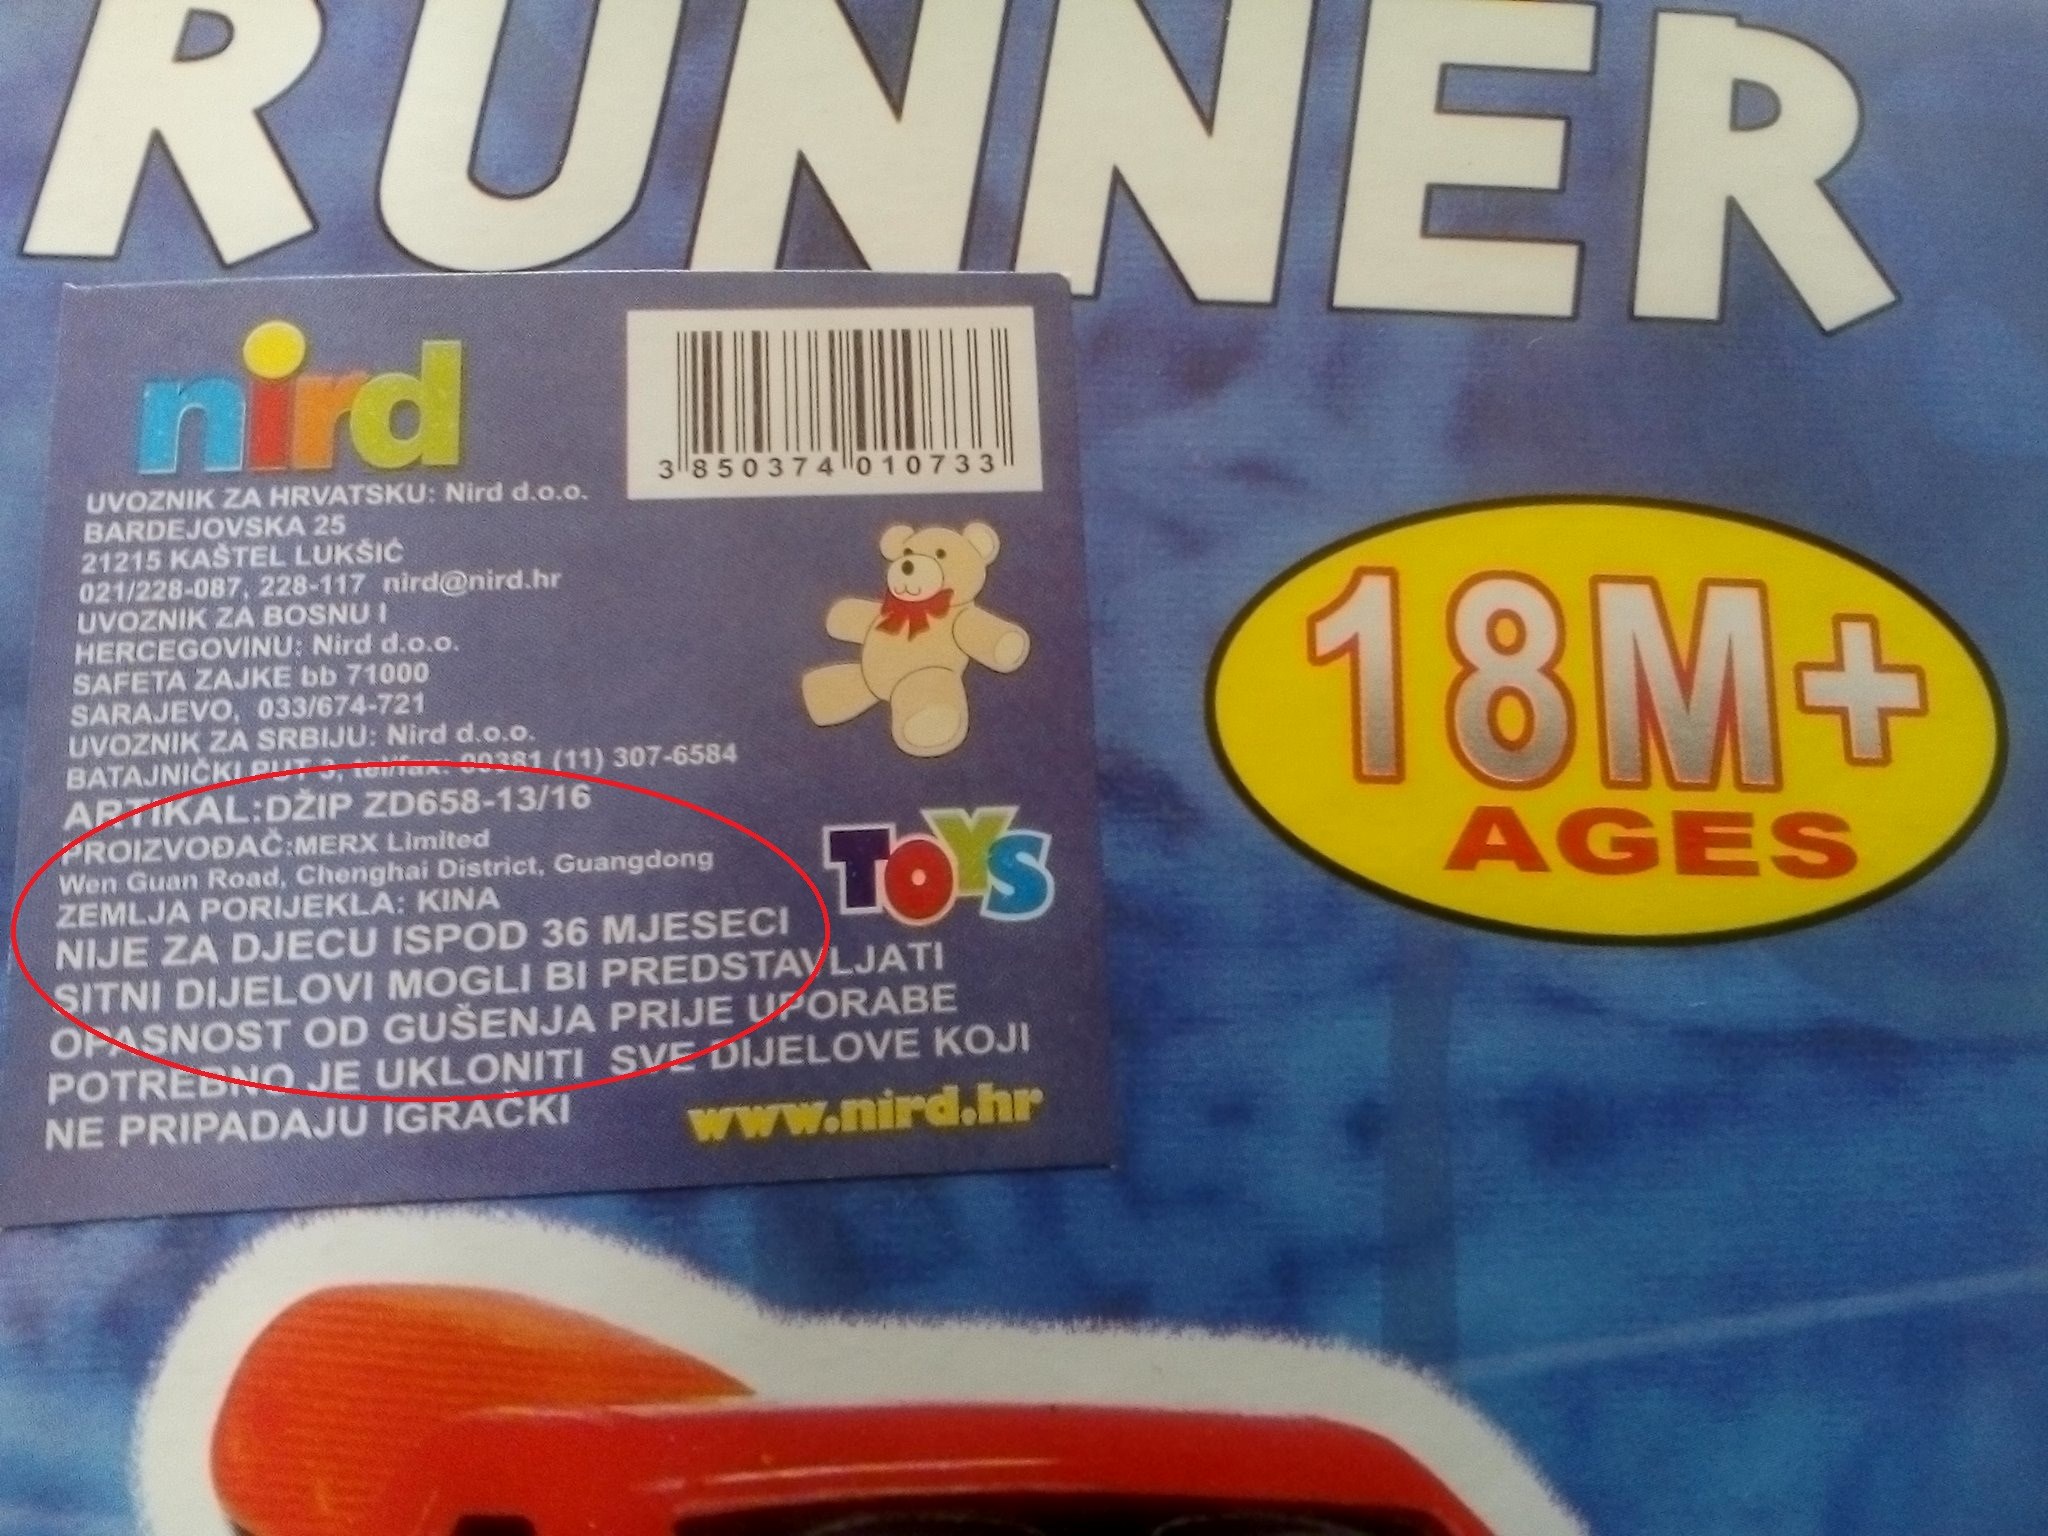 RUNNER
nird
3 850374 010733
UVOZNIK ZA HRVATSKU: Nird d.o.o.
BARDEJOVSKA 25
21215 KAŠTEL LUKŠIĆ
021/228-087, 228-117 nird@nird.hr
UVOZNIK ZA BOSNU I
HERCEGOVINU: Nird d.o.o.
SAFETA ZAJKE bb 71000
SARAJEVO, 033/674-721
UVOZNIK ZA SRBIJU: Nird d.o.o.
BATAJNIČKI PUT 3, tel/fax: 00381 (11) 307-6584
ARTIKAL:DŽIP ZD658-13/16
PROIZVOĐAČ:MERX Limited
Wen Guan Road, Chenghai District, Guangdong
ZEMLJA PORIJEKLA: KINA
NIJE ZA DJECU ISPOD 36 MJESECI
SITNI DIJELOVI MOGLI BI PREDSTAVLJATI
OPASNOST OD GUŠENJA PRIJE UPORABE
POTREBNO JE UKLONITI SVE DIJELOVE KOJI
NE PRIPADAJU IGRAČKI
www.nird.hr
TOYS
18M+
AGES